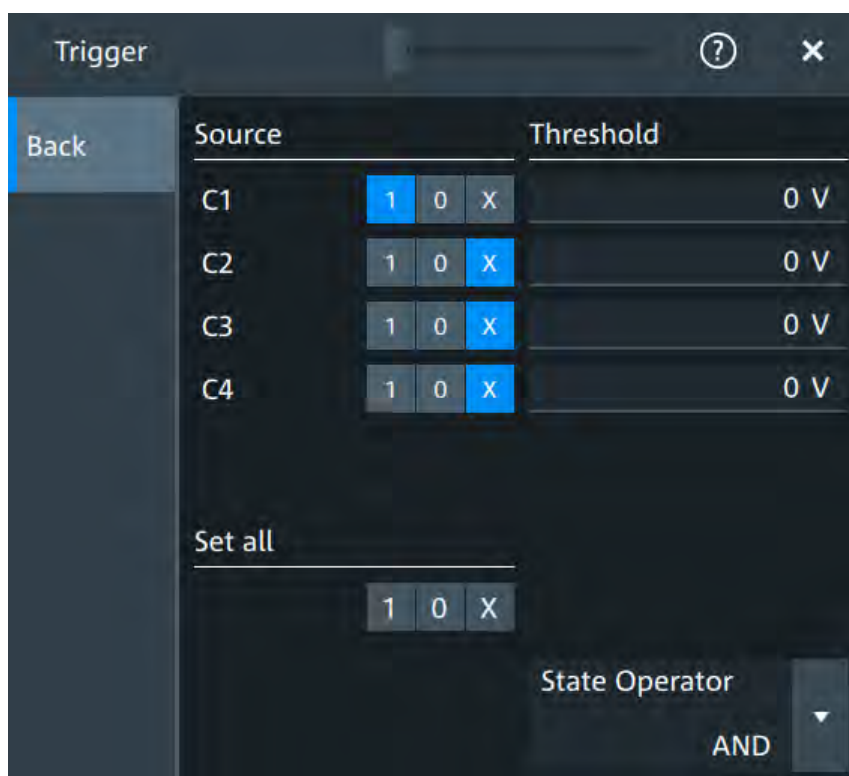 Trigger ? ×
Back
Source Threshold
C1 1 0 X 0 V
C2 1 0 X 0 V
C3 1 0 X 0 V
C4 1 0 X 0 V
Set all
1 0 X
State Operator
AND